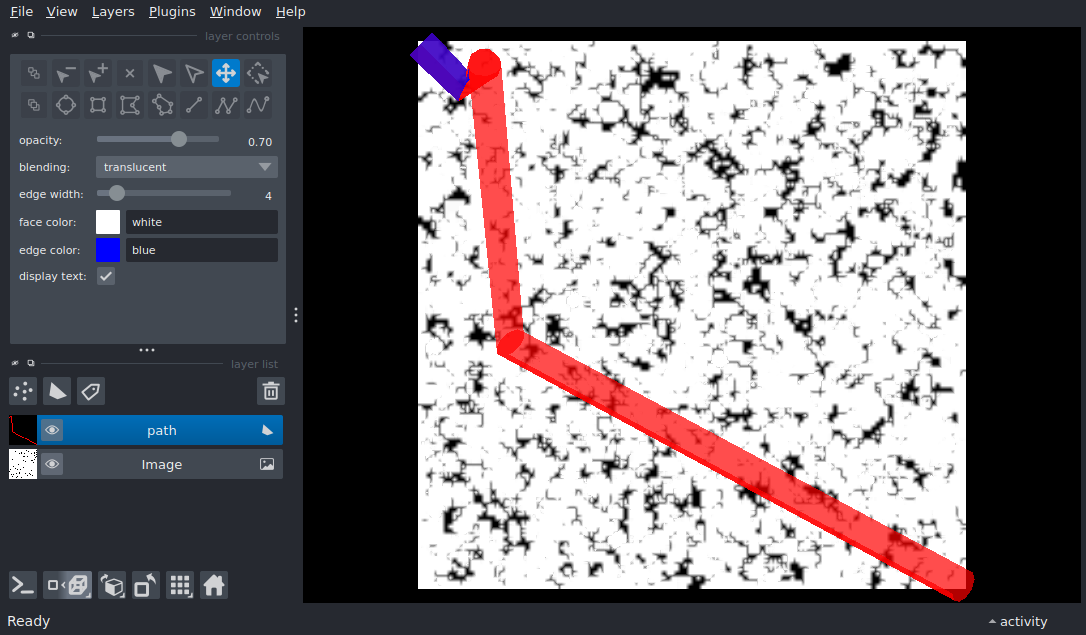 File View Layers Plugins Window Help
layer controls
opacity: 0.70
blending: translucent
edge width: 4
face color: white
edge color: blue
display text:
layer list
path
Image
Ready activity